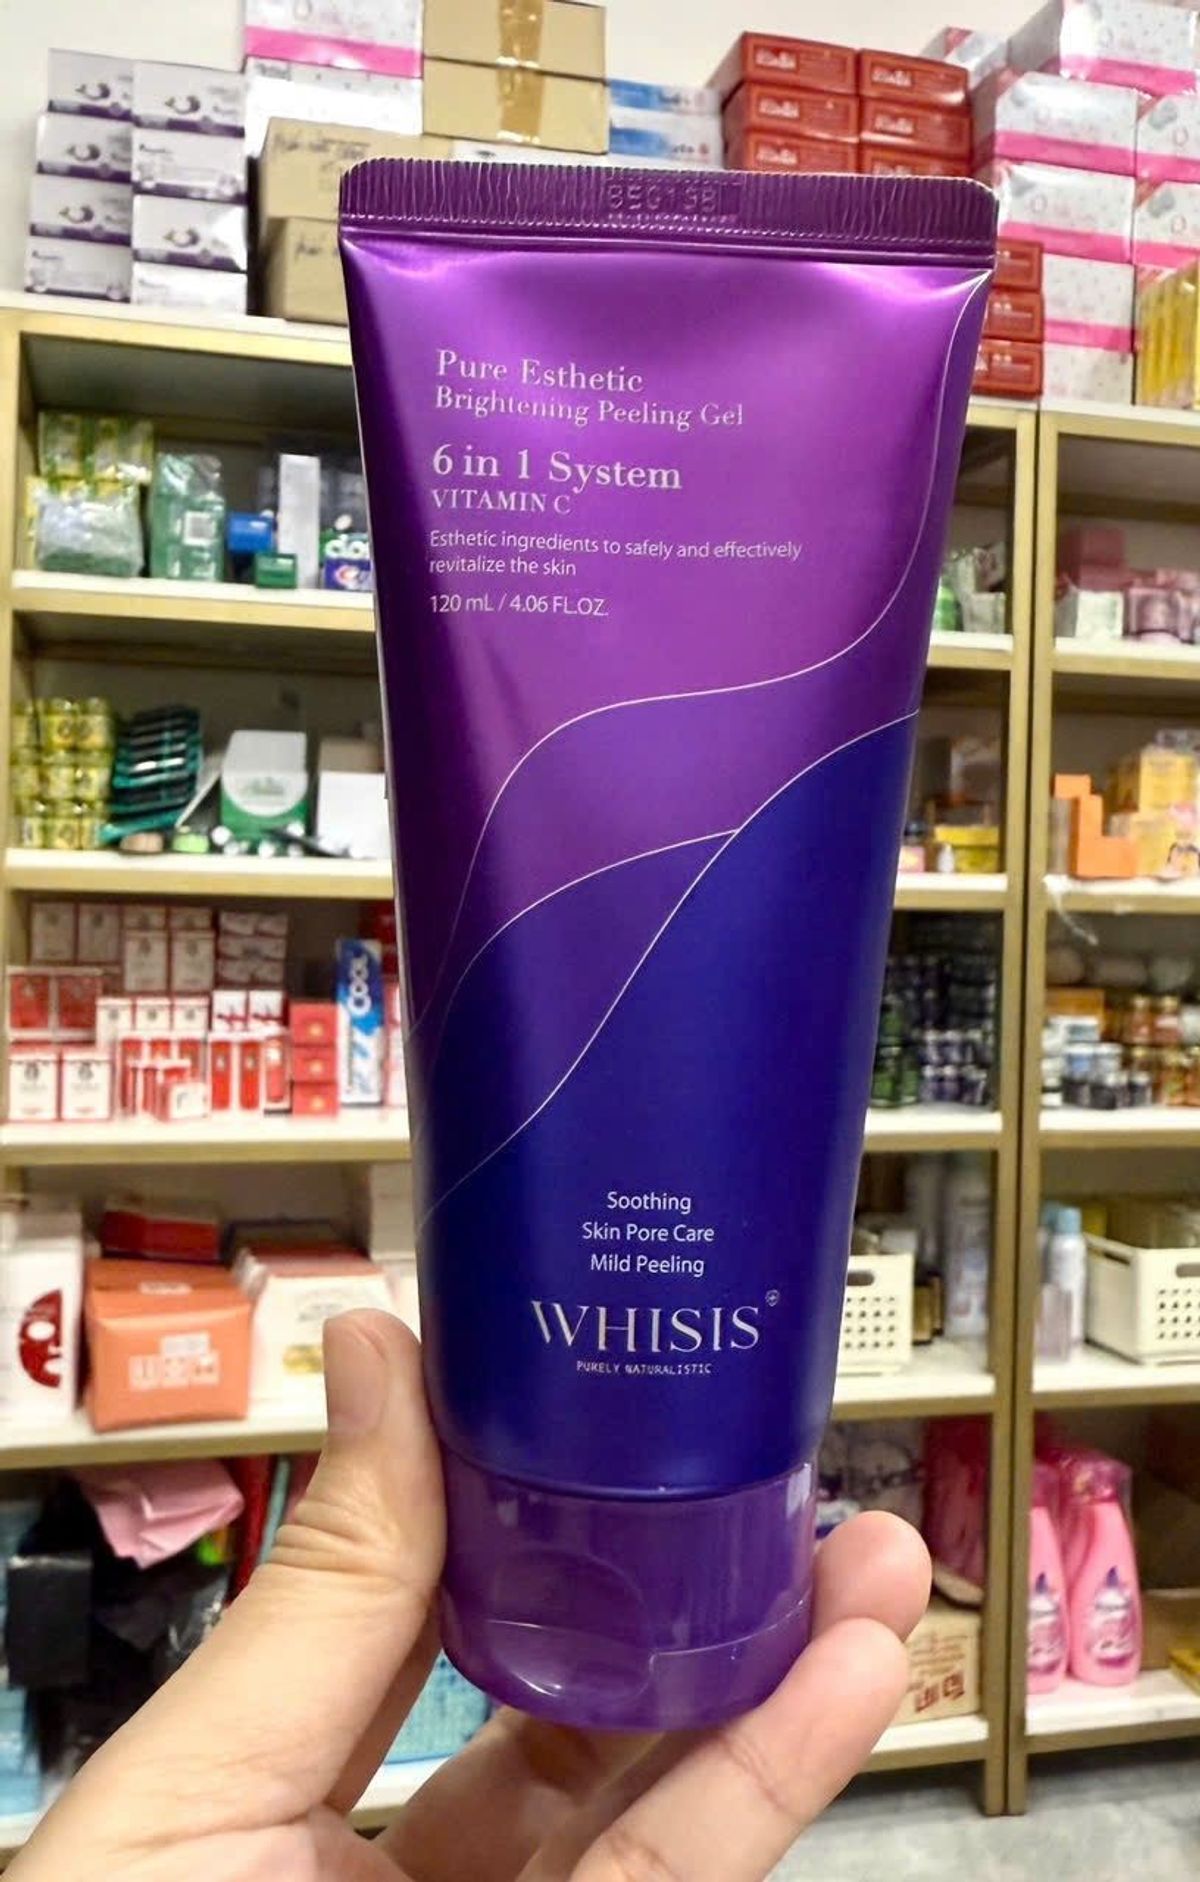 Pure Esthetic
Brightening Peeling Gel
6 in 1 System
VITAMIN C
Esthetic ingredients to safely and effectively
revitalize the skin
120 mL / 4.06 FL.OZ.
Soothing
Skin Pore Care
Mild Peeling
WHISIS
PURELY NATURALISTIC
COOL